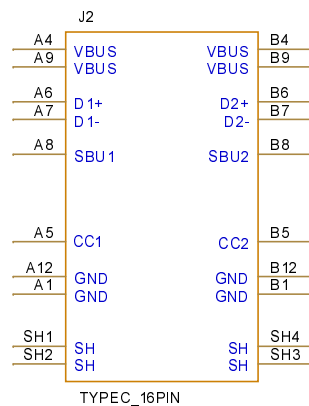 J2
A4 VBUS VBUS B4
A9 VBUS VBUS B9
A6 D1+ D2+ B6
A7 D1- D2- B7
A8 SBU1 SBU2 B8
A5 CC1 CC2 B5
A12 GND GND B12
A1 GND GND B1
SH1 SH SH SH4
SH2 SH SH SH3
TYPEC_16PIN